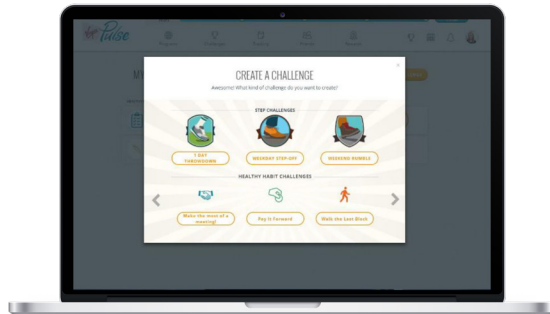 Pulse
CREATE A CHALLENGE
Awesome! What kind of challenge do you want to create?
STEP CHALLENGES
1 DAY
THROWDOWN
WEEKDAY STEP-OFF
WEEKEND RUMBLE
HEALTHY HABIT CHALLENGES
Make the most of a
meeting!
Pay It Forward
Walk the Last Block